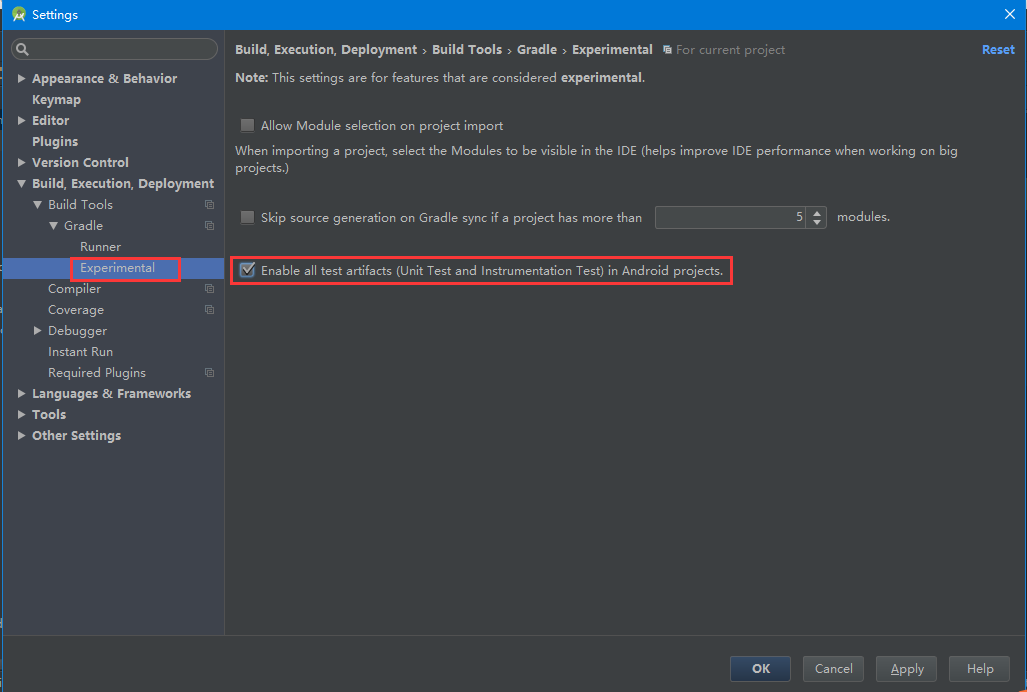 Settings
Build, Execution, Deployment › Build Tools › Gradle › Experimental For current project Reset
Note: This settings are for features that are considered experimental.
Appearance & Behavior
Keymap
Editor
Plugins
Version Control
Build, Execution, Deployment
Build Tools
Gradle
Runner
Experimental
Compiler
Coverage
Debugger
Instant Run
Required Plugins
Languages & Frameworks
Tools
Other Settings
Allow Module selection on project import
When importing a project, select the Modules to be visible in the IDE (helps improve IDE performance when working on big
projects.)
Skip source generation on Gradle sync if a project has more than 5 modules.
Enable all test artifacts (Unit Test and Instrumentation Test) in Android projects.
OK Cancel Apply Help